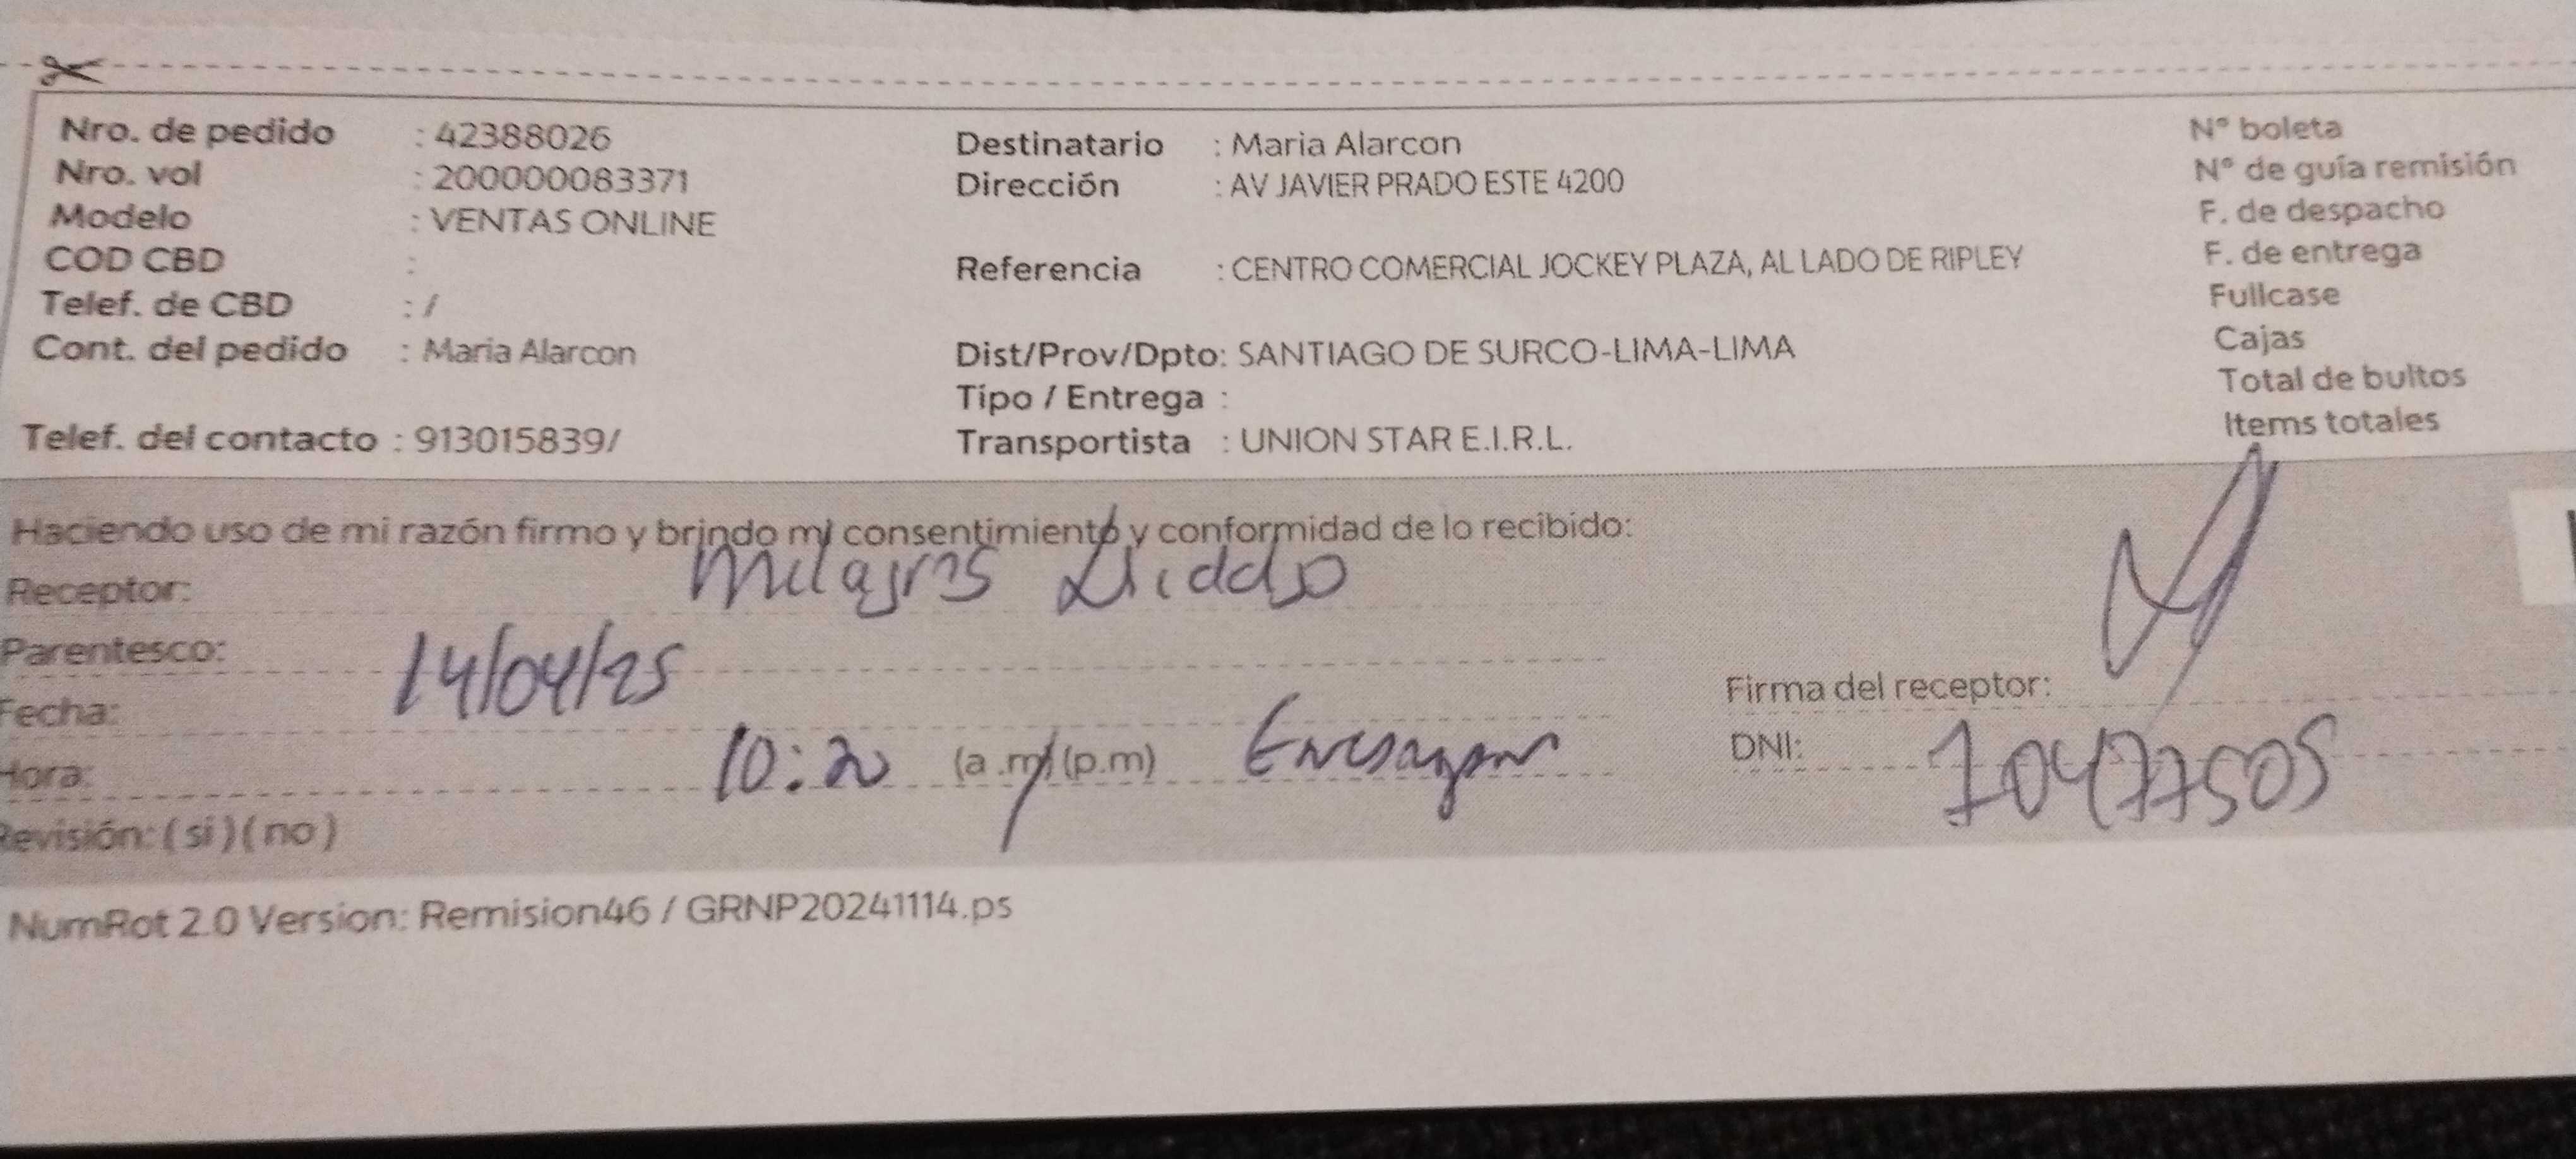 Nro. de pedido : 42388026
Nro. vol : 200000083371
Modelo : VENTAS ONLINE
COD CBD :
Telef. de CBD : /
Cont. del pedido : Maria Alarcon
Telef. del contacto : 913015839/
Destinatario : Maria Alarcon
Dirección : AV JAVIER PRADO ESTE 4200
Referencia : CENTRO COMERCIAL JOCKEY PLAZA, AL LADO DE RIPLEY
Dist/Prov/Dpto: SANTIAGO DE SURCO-LIMA-LIMA
Tipo / Entrega :
Transportista : UNION STAR E.I.R.L.
N° boleta
N° de guía remisión
F. de despacho
F. de entrega
Fullcase
Cajas
Total de bultos
Items totales
Haciendo uso de mi razón firmo y brindo mi consentimiento y conformidad de lo recibido:
Receptor: Milagros
Parentesco:
Fecha: 14/04/25
Hora: 10:20 (a.m) (p.m)
Revisión: ( si ) ( no )
Firma del receptor:
DNI: 70477505
NumRot 2.0 Version: Remision46 / GRNP20241114.ps